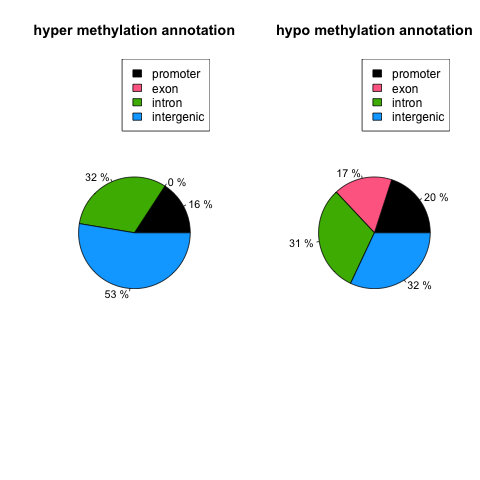 hyper methylation annotation
promoter
exon
intron
intergenic
32 %
0 %
16 %
53 %
hypo methylation annotation
promoter
exon
intron
intergenic
17 %
20 %
31 %
32 %